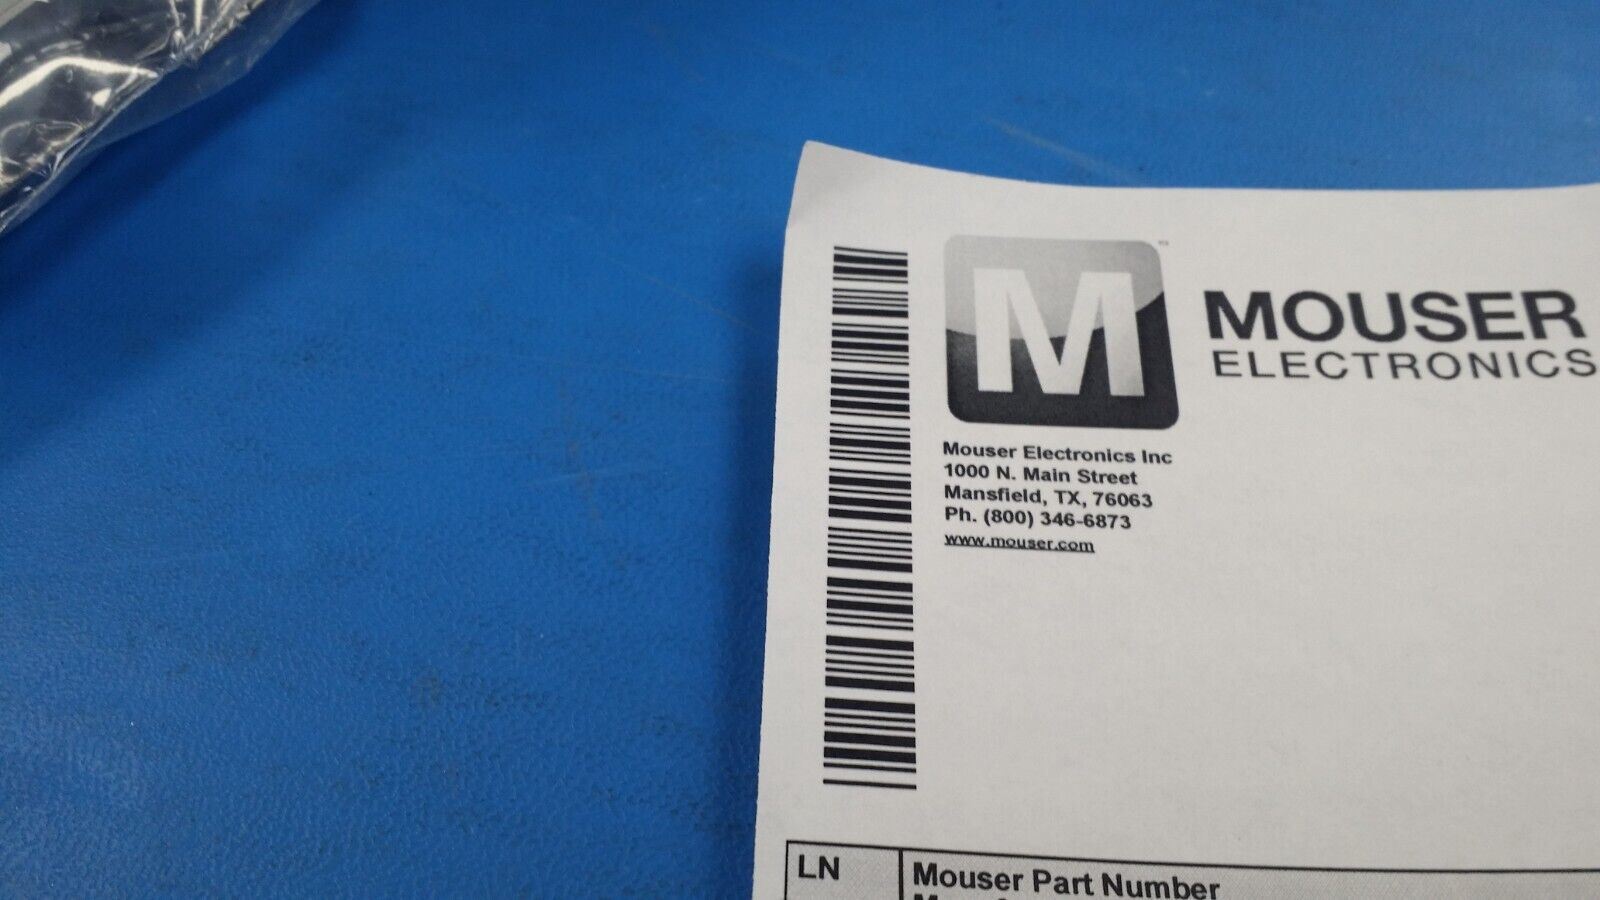 M
MOUSER
ELECTRONICS
Mouser Electronics Inc
1000 N. Main Street
Mansfield, TX, 76063
Ph. (800) 346-6873
www.mouser.com
LN
Mouser Part Number